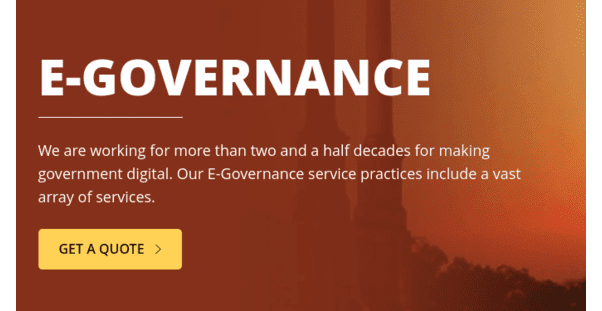 E-GOVERNANCE
We are working for more than two and a half decades for making
government digital. Our E-Governance service practices include a vast
array of services.
GET A QUOTE